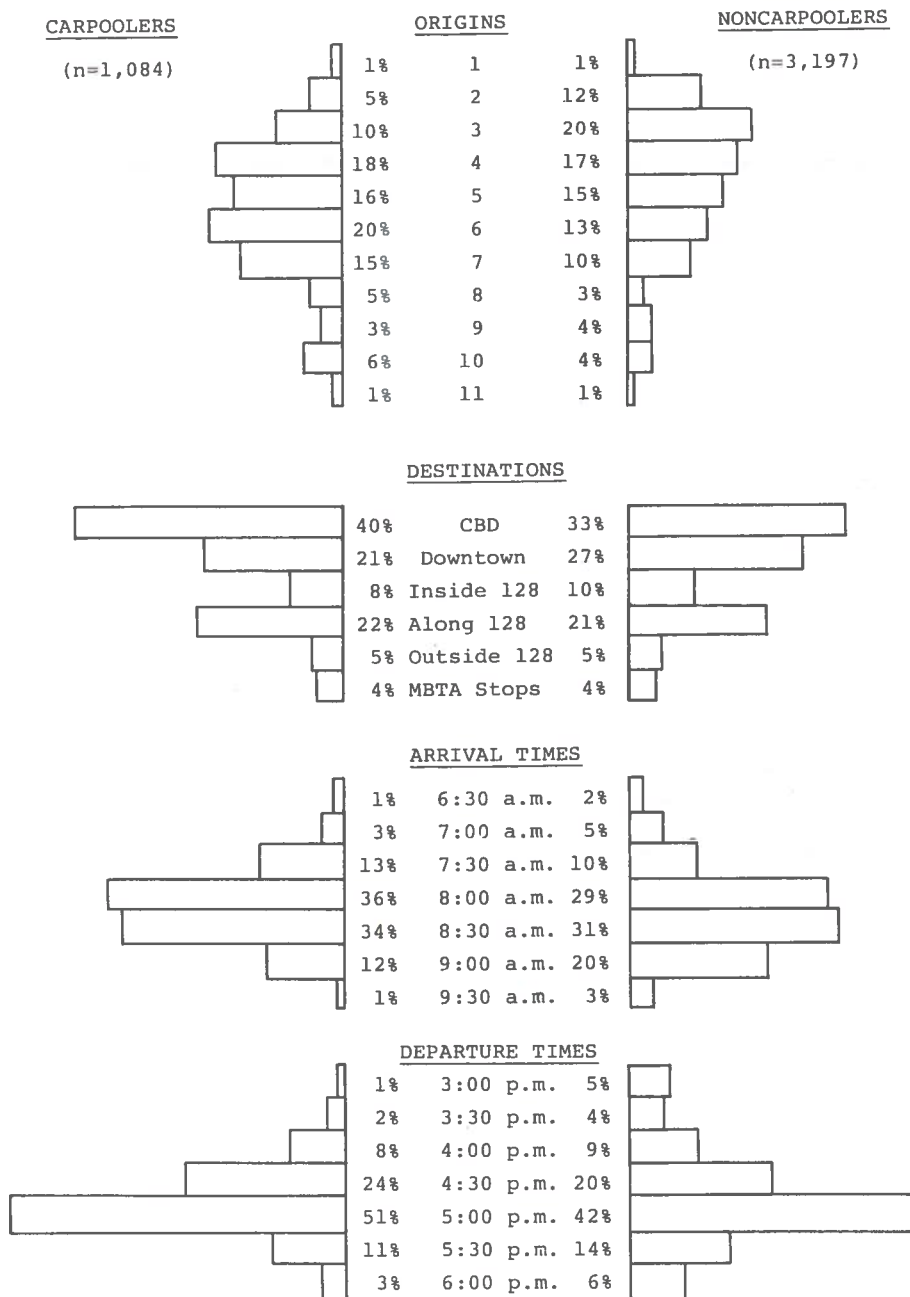 CARPOOLERS ORIGINS NONCARPOOLERS
(n=1,084) (n=3,197)
1% 1 1%
5% 2 12%
10% 3 20%
18% 4 17%
16% 5 15%
20% 6 13%
15% 7 10%
5% 8 3%
3% 9 4%
6% 10 4%
1% 11 1%
DESTINATIONS
40% CBD 33%
21% Downtown 27%
8% Inside 128 10%
22% Along 128 21%
5% Outside 128 5%
4% MBTA Stops 4%
ARRIVAL TIMES
1% 6:30 a.m. 2%
3% 7:00 a.m. 5%
13% 7:30 a.m. 10%
36% 8:00 a.m. 29%
34% 8:30 a.m. 31%
12% 9:00 a.m. 20%
1% 9:30 a.m. 3%
DEPARTURE TIMES
1% 3:00 p.m. 5%
2% 3:30 p.m. 4%
8% 4:00 p.m. 9%
24% 4:30 p.m. 20%
51% 5:00 p.m. 42%
11% 5:30 p.m. 14%
3% 6:00 p.m. 6%